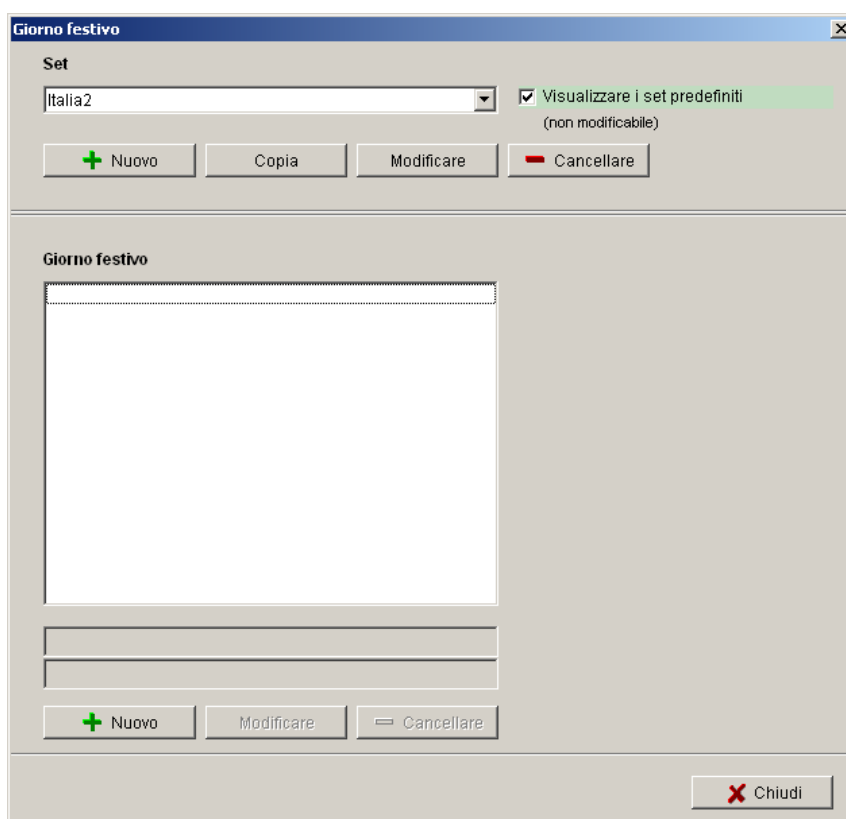 Giorno festivo
Set
Italia2
Visualizzare i set predefiniti
(non modificabile)
Nuovo
Copia
Modificare
Cancellare
Giorno festivo
Nuovo
Modificare
Cancellare
Chiudi